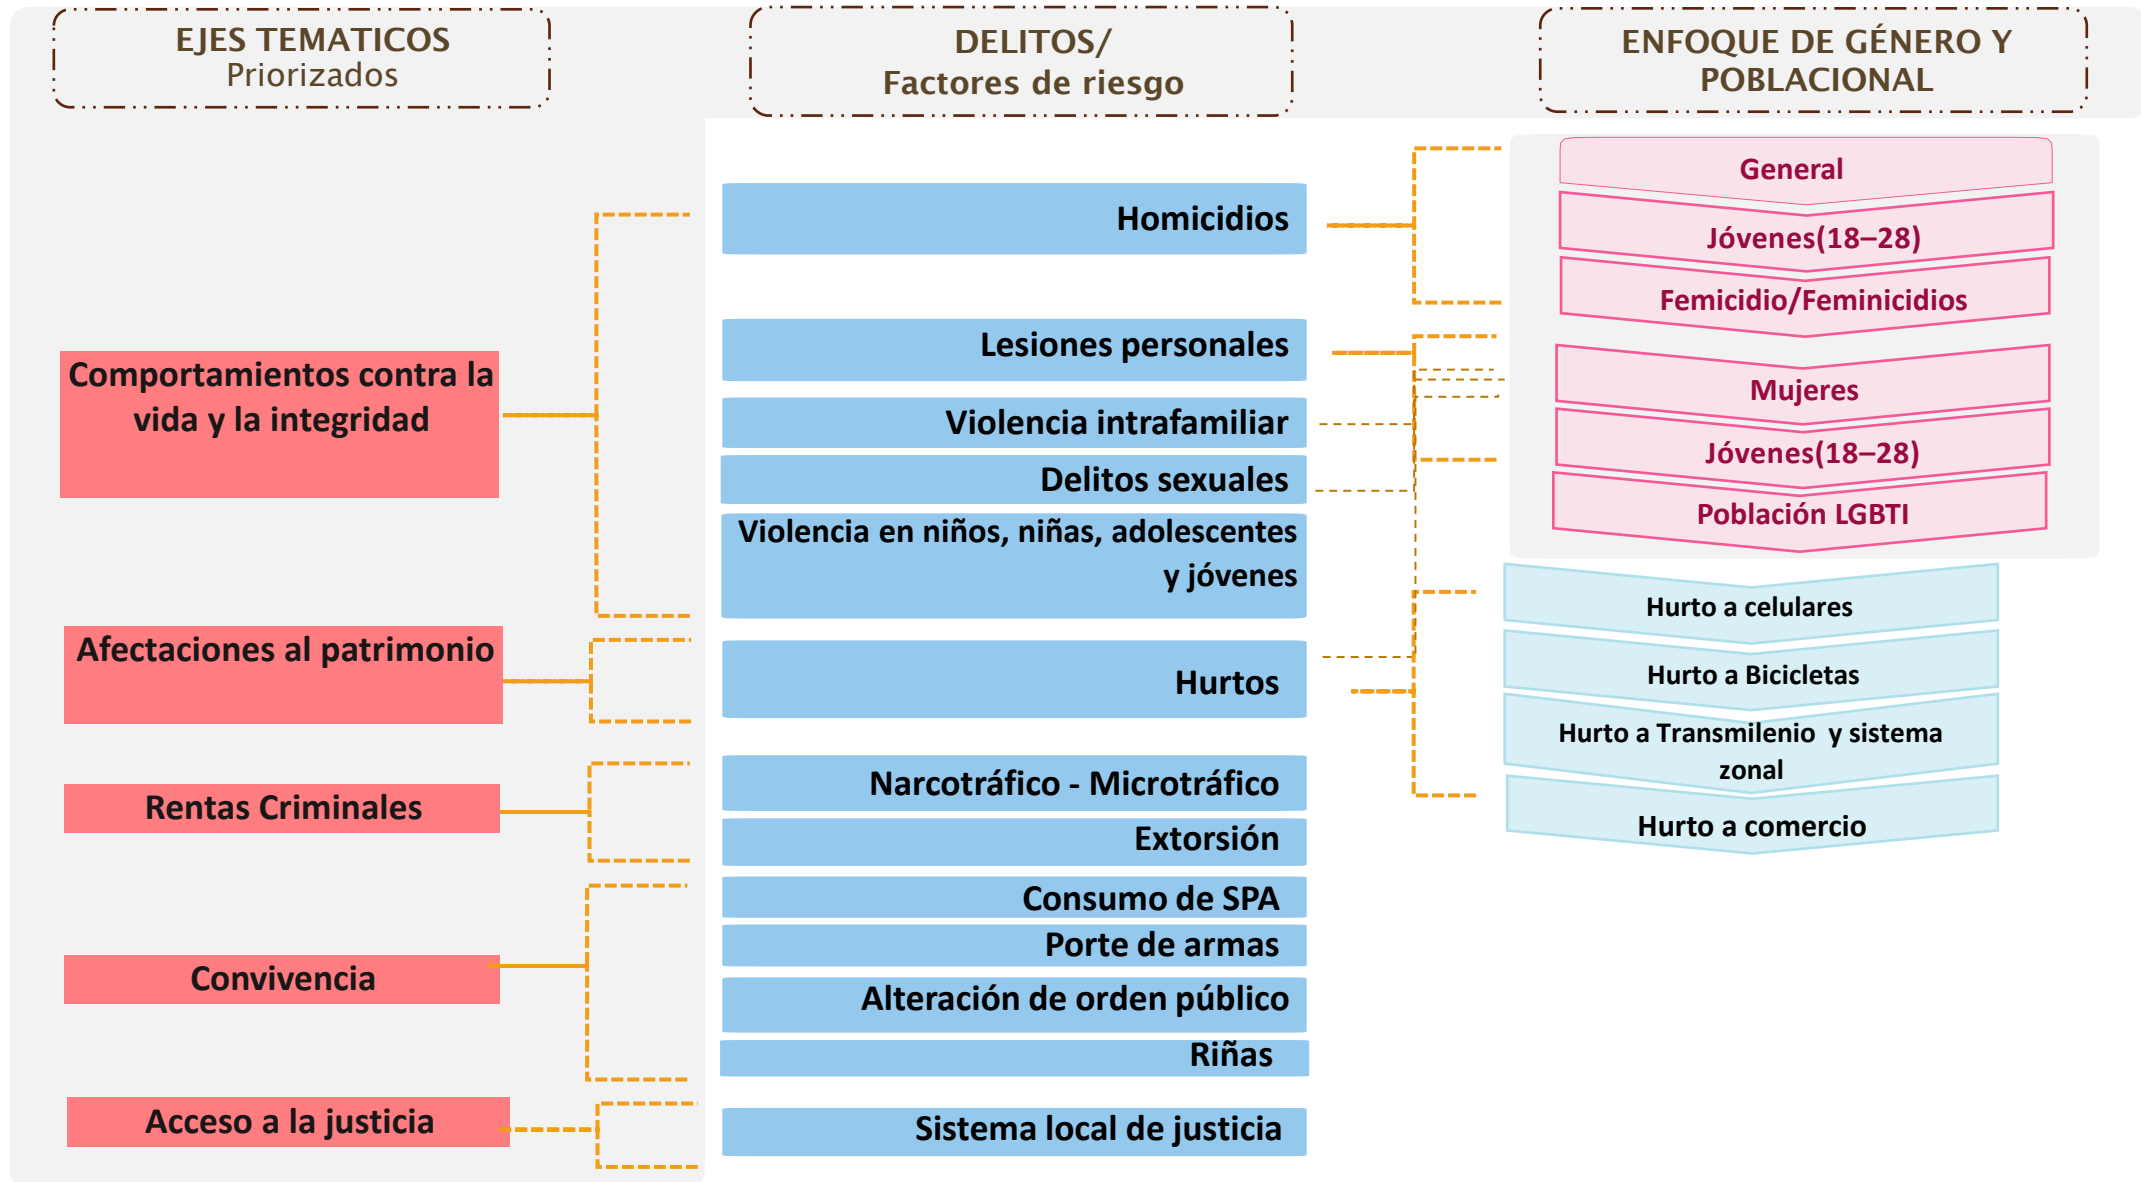 EJES TEMATICOS
Priorizados
DELITOS/
Factores de riesgo
ENFOQUE DE GÉNERO Y
POBLACIONAL
Comportamientos contra la
vida y la integridad
Afectaciones al patrimonio
Rentas Criminales
Convivencia
Acceso a la justicia
Homicidios
Lesiones personales
Violencia intrafamiliar
Delitos sexuales
Violencia en niños, niñas, adolescentes
y jóvenes
Hurtos
Narcotráfico - Microtráfico
Extorsión
Consumo de SPA
Porte de armas
Alteración de orden público
Riñas
Sistema local de justicia
General
Jóvenes(18–28)
Femicidio/Feminicidios
Mujeres
Jóvenes(18–28)
Población LGBTI
Hurto a celulares
Hurto a Bicicletas
Hurto a Transmilenio y sistema
zonal
Hurto a comercio